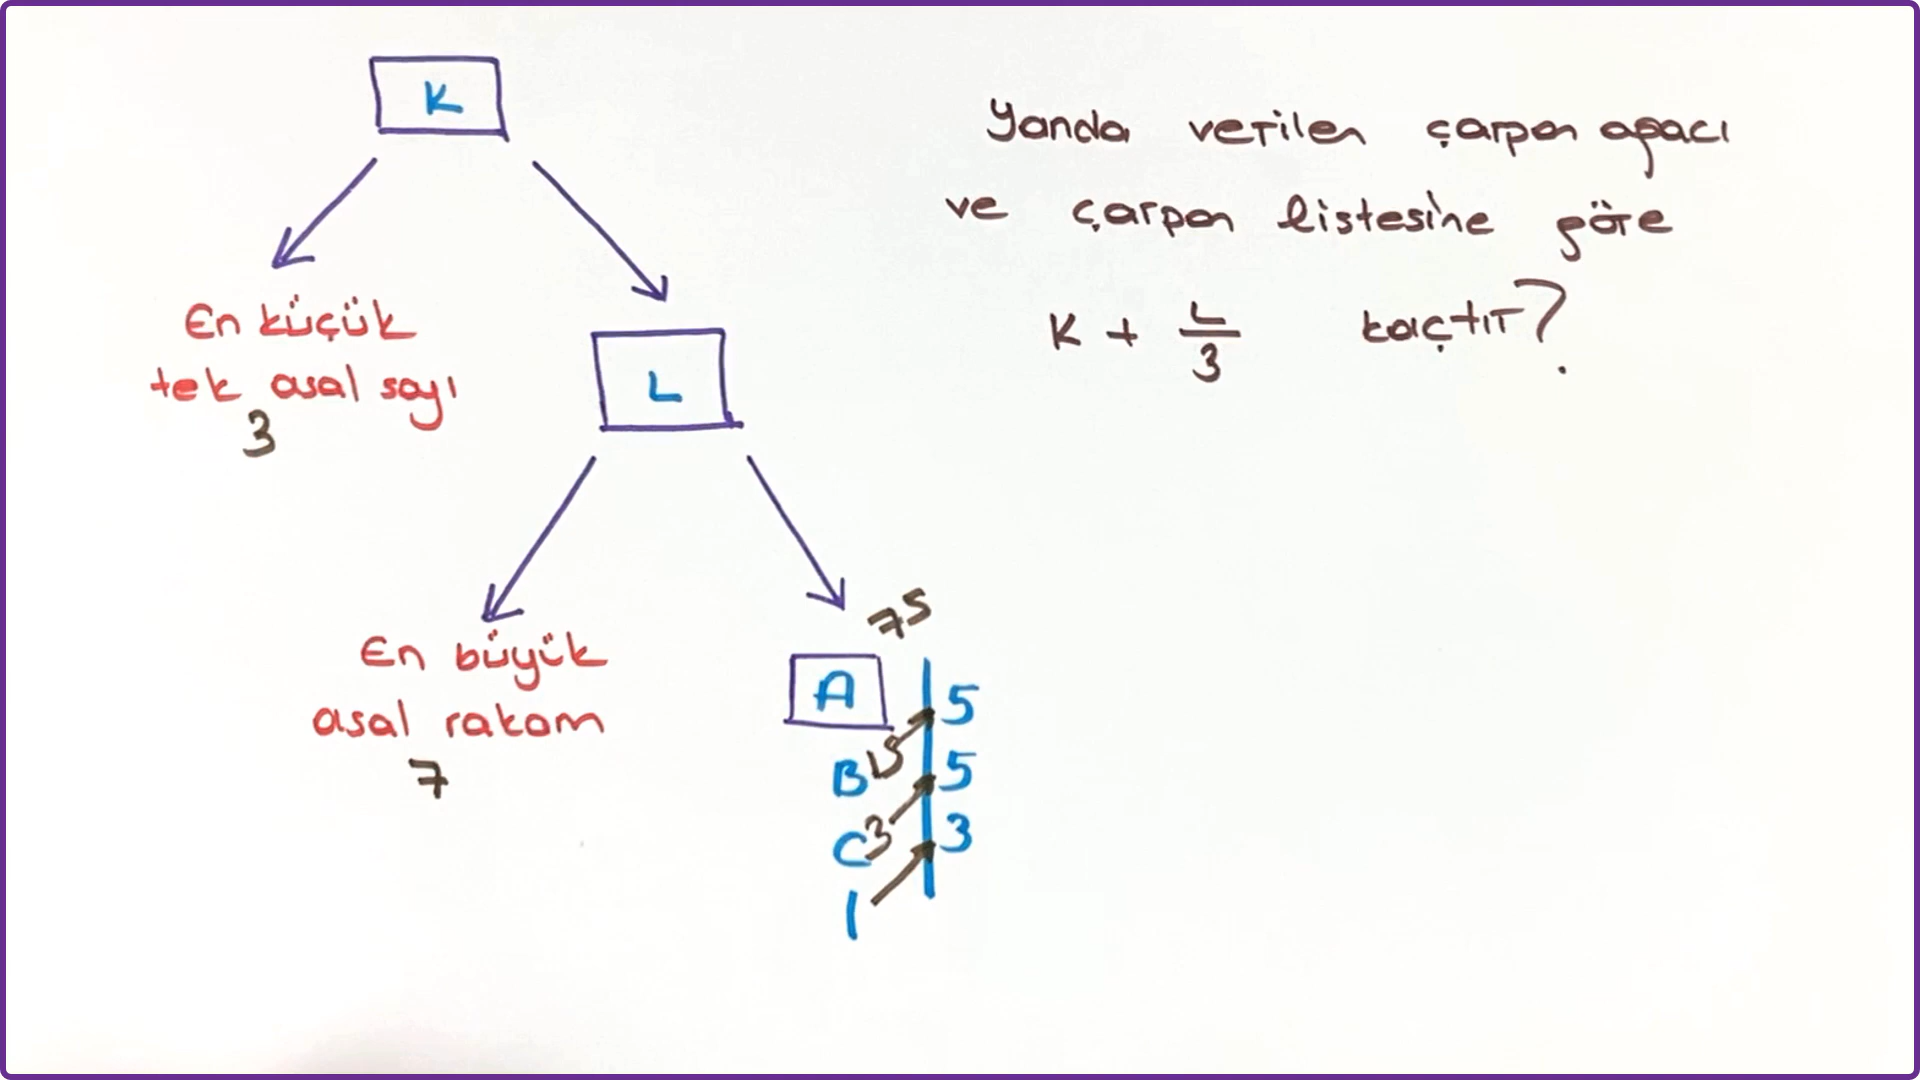 K
Yanda verilen çarpan ağacı
ve çarpan listesine göre
K + L/3 kaçtır?
En küçük
tek asal sayı
3
L
En büyük
asal rakam
7
75
A 5
B 15 5
C 3 3
1